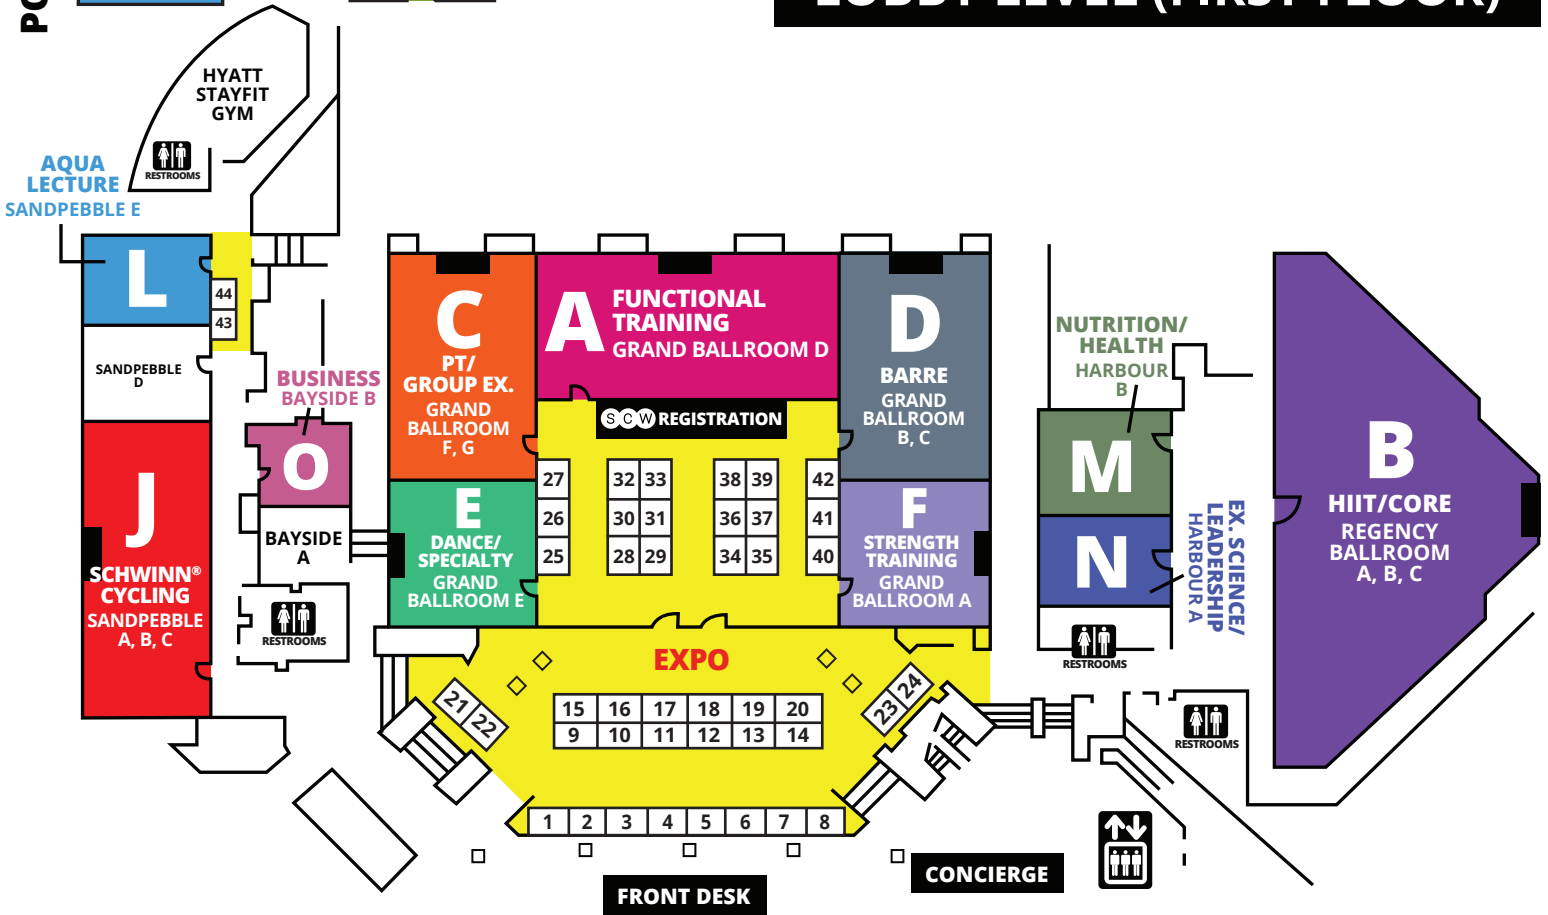 PO
LOBBY LEVEL (FIRST FLOOR)
HYATT
STAYFIT
GYM
RESTROOMS
AQUA
LECTURE
SANDPEBBLE E
L
44
43
SANDPEBBLE
D
J
SCHWINN®
CYCLING
SANDPEBBLE
A, B, C
BUSINESS
BAYSIDE B
O
BAYSIDE
A
RESTROOMS
C
PT/
GROUP EX.
GRAND
BALLROOM
F, G
E
DANCE/
SPECIALTY
GRAND
BALLROOM E
A
FUNCTIONAL
TRAINING
GRAND BALLROOM D
SCW REGISTRATION
D
BARRE
GRAND
BALLROOM
B, C
F
STRENGTH
TRAINING
GRAND
BALLROOM A
27 32 33 38 39 42
26 30 31 36 37 41
25 28 29 34 35 40
EXPO
21 22
23 24
15 16 17 18 19 20
9 10 11 12 13 14
1 2 3 4 5 6 7 8
FRONT DESK
CONCIERGE
NUTRITION/
HEALTH
HARBOUR
B
M
N
EX. SCIENCE/
LEADERSHIP
HARBOUR A
RESTROOMS
RESTROOMS
B
HIIT/CORE
REGENCY
BALLROOM
A, B, C